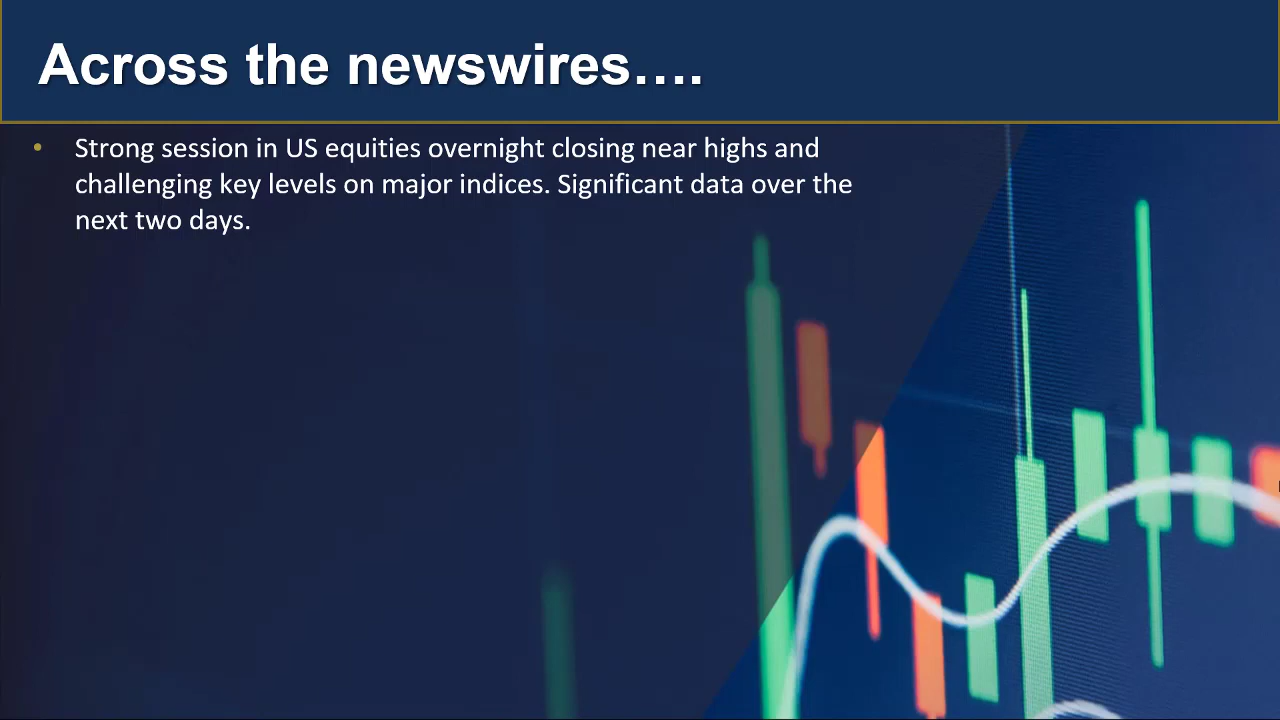 Across the newswires….
• Strong session in US equities overnight closing near highs and
challenging key levels on major indices. Significant data over the
next two days.